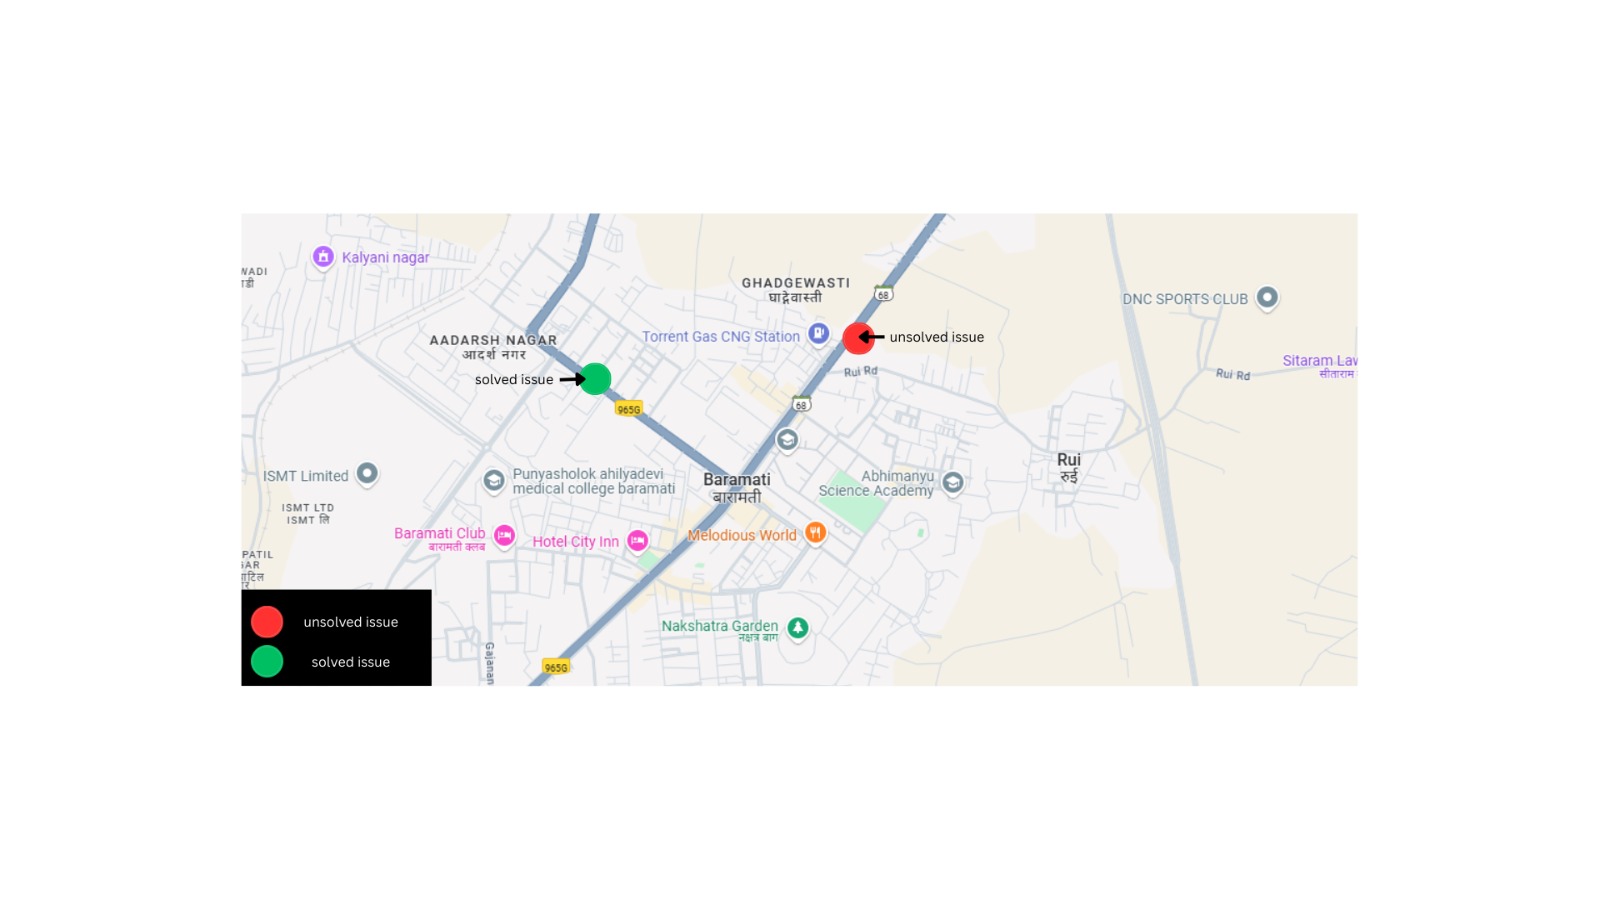 Kalyani nagar
WADI
GHADGEWASTI
घाद्गेवास्ती
68
DNC SPORTS CLUB
AADARSH NAGAR
आदर्श नगर
Torrent Gas CNG Station
unsolved issue
Sitaram Law
सीताराम
Rui Rd
Rui Rd
solved issue
965G
68
Rui
रुई
ISMT Limited
Punyasholok ahilyadevi
medical college baramati
Baramati
बारामती
Abhimanyu
Science Academy
ISMT LTD
ISMT लि
Baramati Club
बारामती क्लब
Hotel City Inn
Melodious World
PATIL
Nakshatra Garden
नक्षत्र बाग
Gajanan
965G
unsolved issue
solved issue